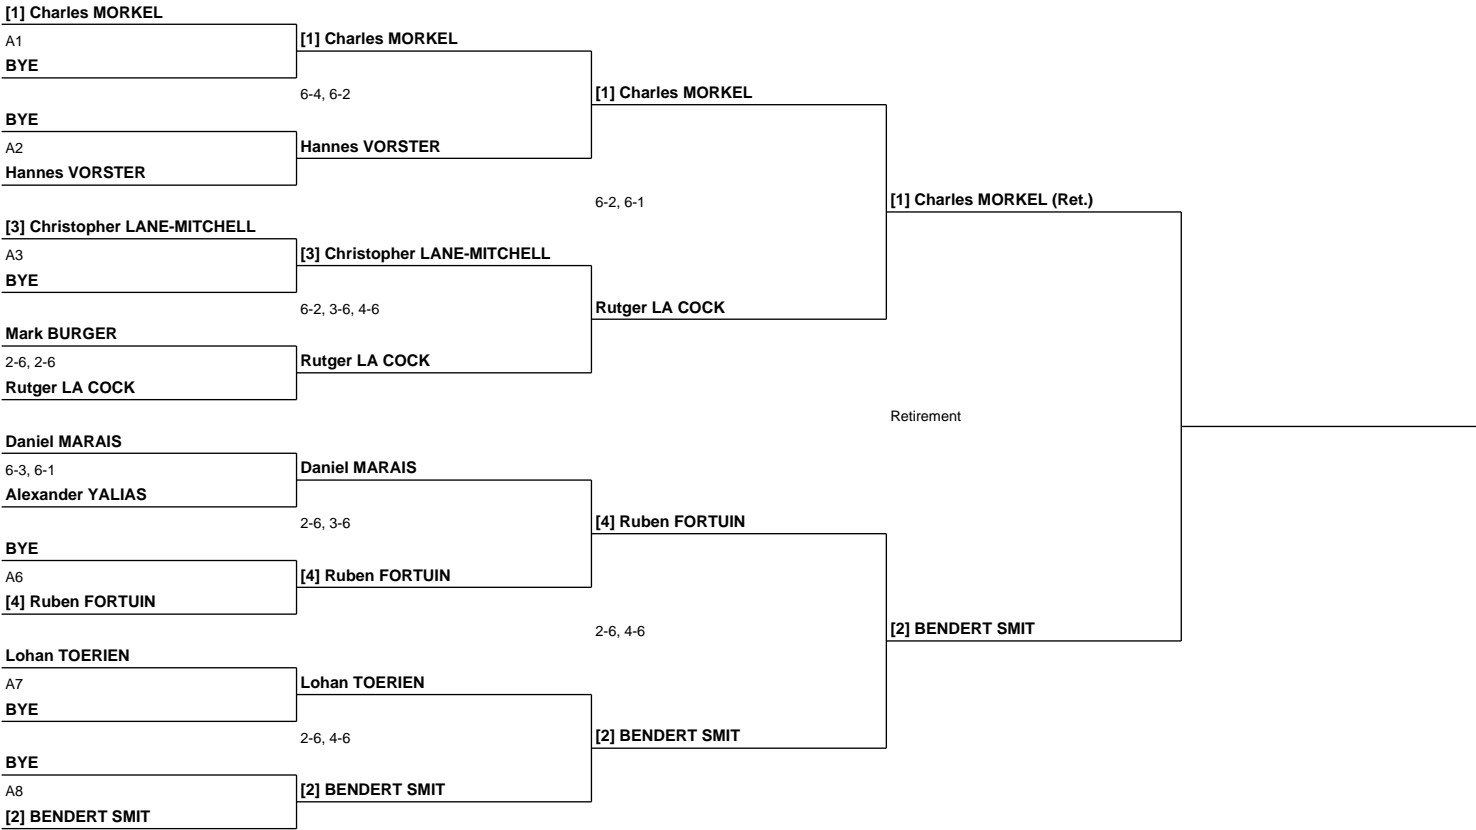 [1] Charles MORKEL
A1
BYE
BYE
A2
Hannes VORSTER
[3] Christopher LANE-MITCHELL
A3
BYE
Mark BURGER
2-6, 2-6
Rutger LA COCK
Daniel MARAIS
6-3, 6-1
Alexander YALIAS
BYE
A6
[4] Ruben FORTUIN
Lohan TOERIEN
A7
BYE
BYE
A8
[2] BENDERT SMIT
[1] Charles MORKEL
6-4, 6-2
Hannes VORSTER
[3] Christopher LANE-MITCHELL
6-2, 3-6, 4-6
Rutger LA COCK
Daniel MARAIS
2-6, 3-6
[4] Ruben FORTUIN
Lohan TOERIEN
2-6, 4-6
[2] BENDERT SMIT
[1] Charles MORKEL
6-2, 6-1
Rutger LA COCK
[4] Ruben FORTUIN
2-6, 4-6
[2] BENDERT SMIT
[1] Charles MORKEL (Ret.)
Retirement
[2] BENDERT SMIT